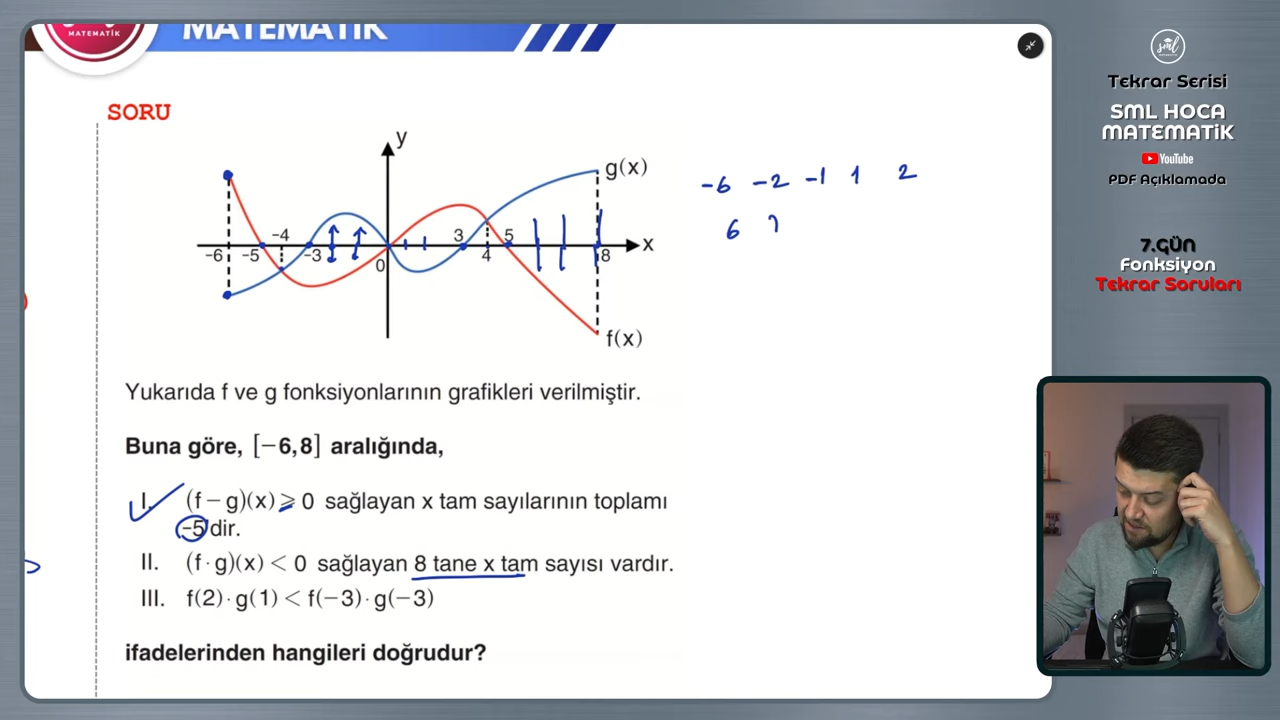 MATEMATİK
MATEMATİK
SORU
y
g(x)
-6 -2 -1 1 2
6 7
-4 3 5 x
-6 -5 -3 0 4 8
f(x)
Yukarıda f ve g fonksiyonlarının grafikleri verilmiştir.
Buna göre, [−6,8] aralığında,
I. (f − g)(x) ⩾ 0 sağlayan x tam sayılarının toplamı
−5 dir.
II. (f · g)(x) < 0 sağlayan 8 tane x tam sayısı vardır.
III. f(2) · g(1) < f(−3) · g(−3)
ifadelerinden hangileri doğrudur?
sml
Tekrar Serisi
SML HOCA
MATEMATİK
YouTube
PDF Açıklamada
7.GÜN
Fonksiyon
Tekrar Soruları